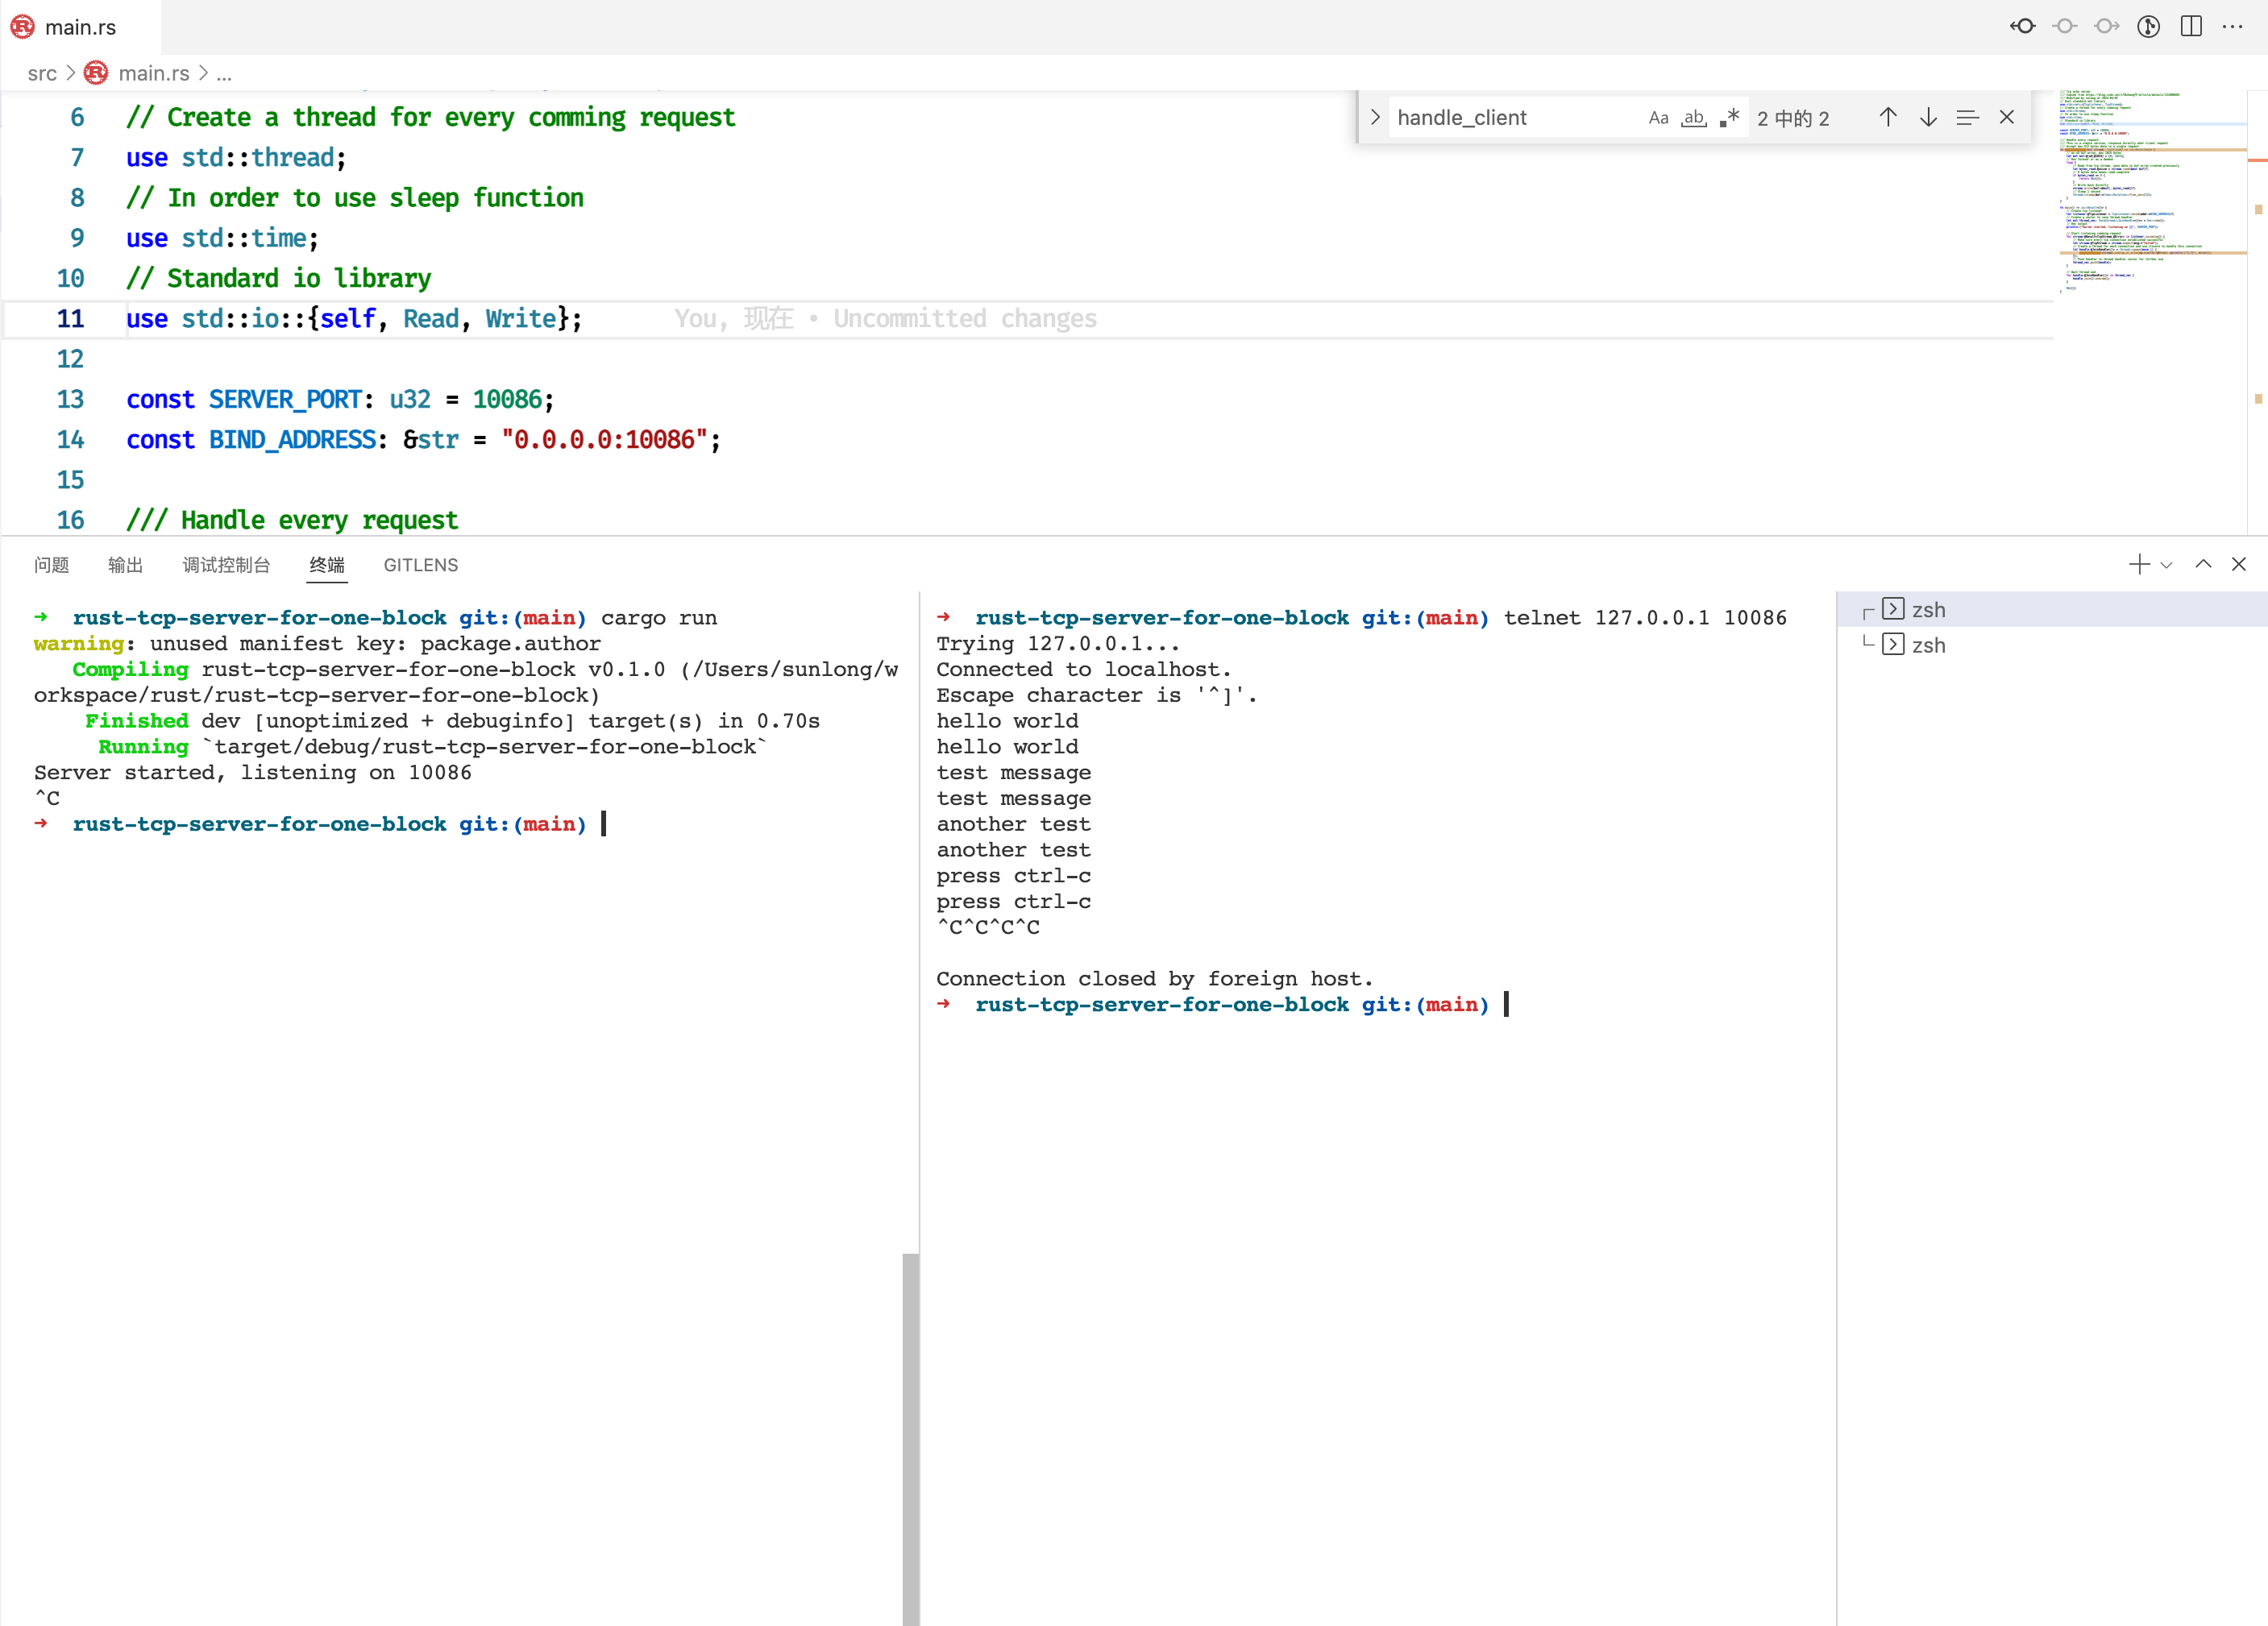 main.rs
src > main.rs > ...
handle_client Aa ab .* 2 中的 2
6 // Create a thread for every comming request
7 use std::thread;
8 // In order to use sleep function
9 use std::time;
10 // Standard io library
11 use std::io::{self, Read, Write}; You, 现在 • Uncommitted changes
12
13 const SERVER_PORT: u32 = 10086;
14 const BIND_ADDRESS: &str = "0.0.0.0:10086";
15
16 /// Handle every request
问题 输出 调试控制台 终端 GITLENS
➜ rust-tcp-server-for-one-block git:(main) cargo run
warning: unused manifest key: package.author
Compiling rust-tcp-server-for-one-block v0.1.0 (/Users/sunlong/w
orkspace/rust/rust-tcp-server-for-one-block)
Finished dev [unoptimized + debuginfo] target(s) in 0.70s
Running `target/debug/rust-tcp-server-for-one-block`
Server started, listening on 10086
^C
➜ rust-tcp-server-for-one-block git:(main)
➜ rust-tcp-server-for-one-block git:(main) telnet 127.0.0.1 10086
Trying 127.0.0.1...
Connected to localhost.
Escape character is '^]'.
hello world
hello world
test message
test message
another test
another test
press ctrl-c
press ctrl-c
^C^C^C^C
Connection closed by foreign host.
➜ rust-tcp-server-for-one-block git:(main)
zsh
zsh